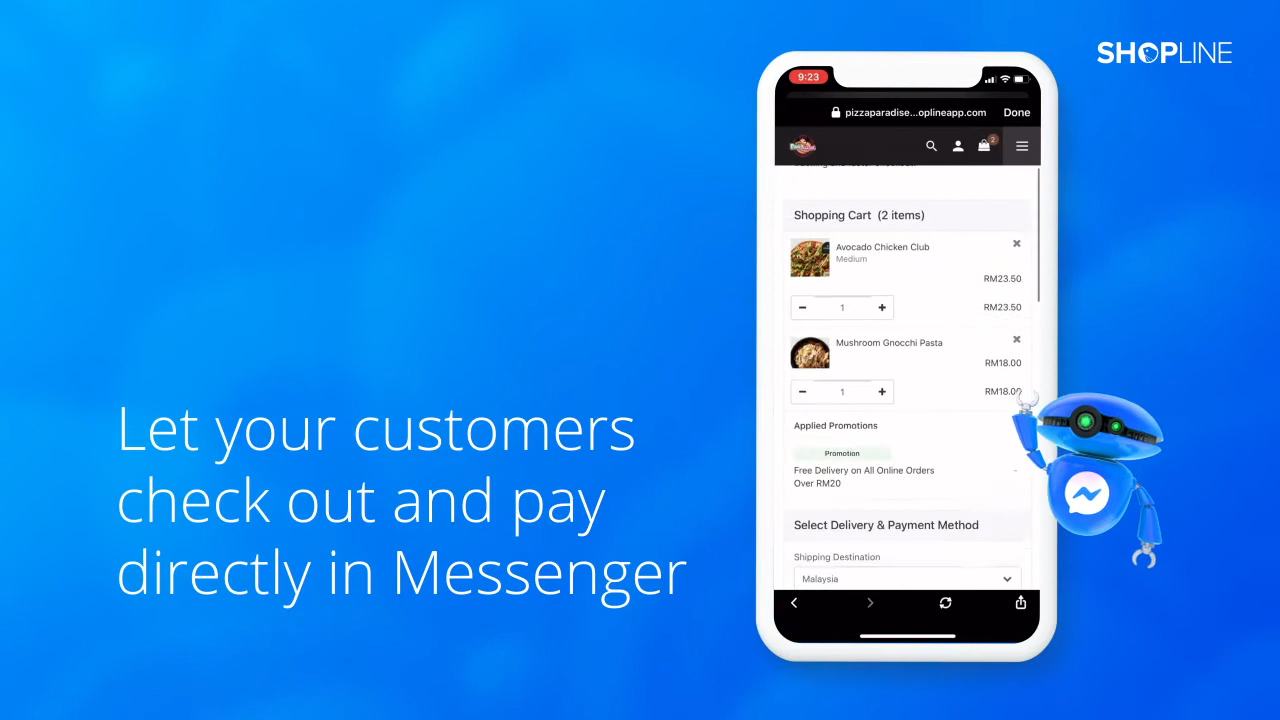 SHOPLINE
9:23
pizzaparadise...oplineapp.com Done
2
Shopping Cart (2 items)
Avocado Chicken Club
Medium
RM23.50
1
RM23.50
Mushroom Gnocchi Pasta
RM18.00
1
RM18.00
Applied Promotions
Promotion
Free Delivery on All Online Orders
Over RM20
-
Select Delivery & Payment Method
Shipping Destination
Malaysia
Let your customers
check out and pay
directly in Messenger